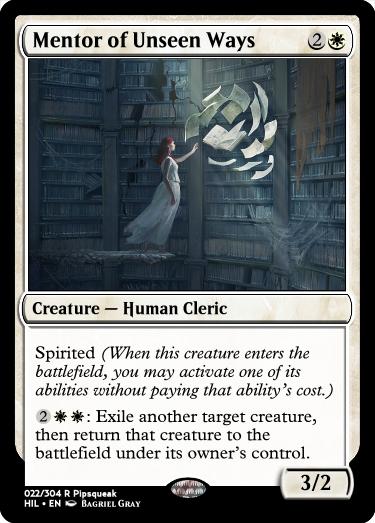 Mentor of Unseen Ways 2
Creature — Human Cleric
Spirited (When this creature enters the
battlefield, you may activate one of its
abilities without paying that ability's cost.)
2: Exile another target creature,
then return that creature to the
battlefield under its owner's control.
022/304 R Pipsqueak
HIL • EN Bagriel Gray
3/2